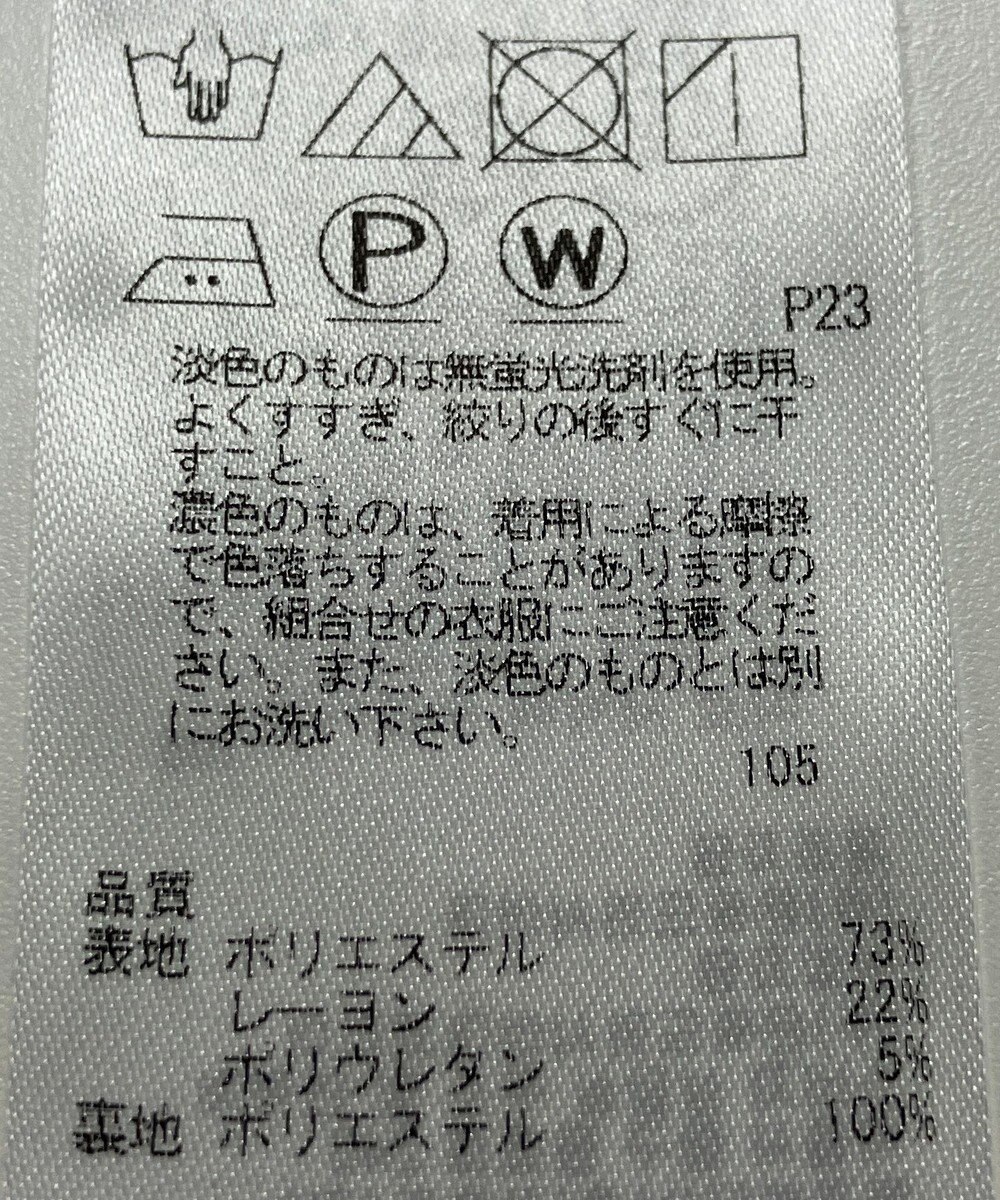 P W
P23
淡色のものは無蛍光洗剤を使用。
よくすすぎ、絞りの後すぐに干
すこと。
濃色のものは、着用による摩擦
で色落ちすることがありますの
で、組合せの衣服にご注意くだ
さい。また、淡色のものとは別
にお洗い下さい。
105
品質
表地 ポリエステル 73%
レーヨン 22%
ポリウレタン 5%
裏地 ポリエステル 100%